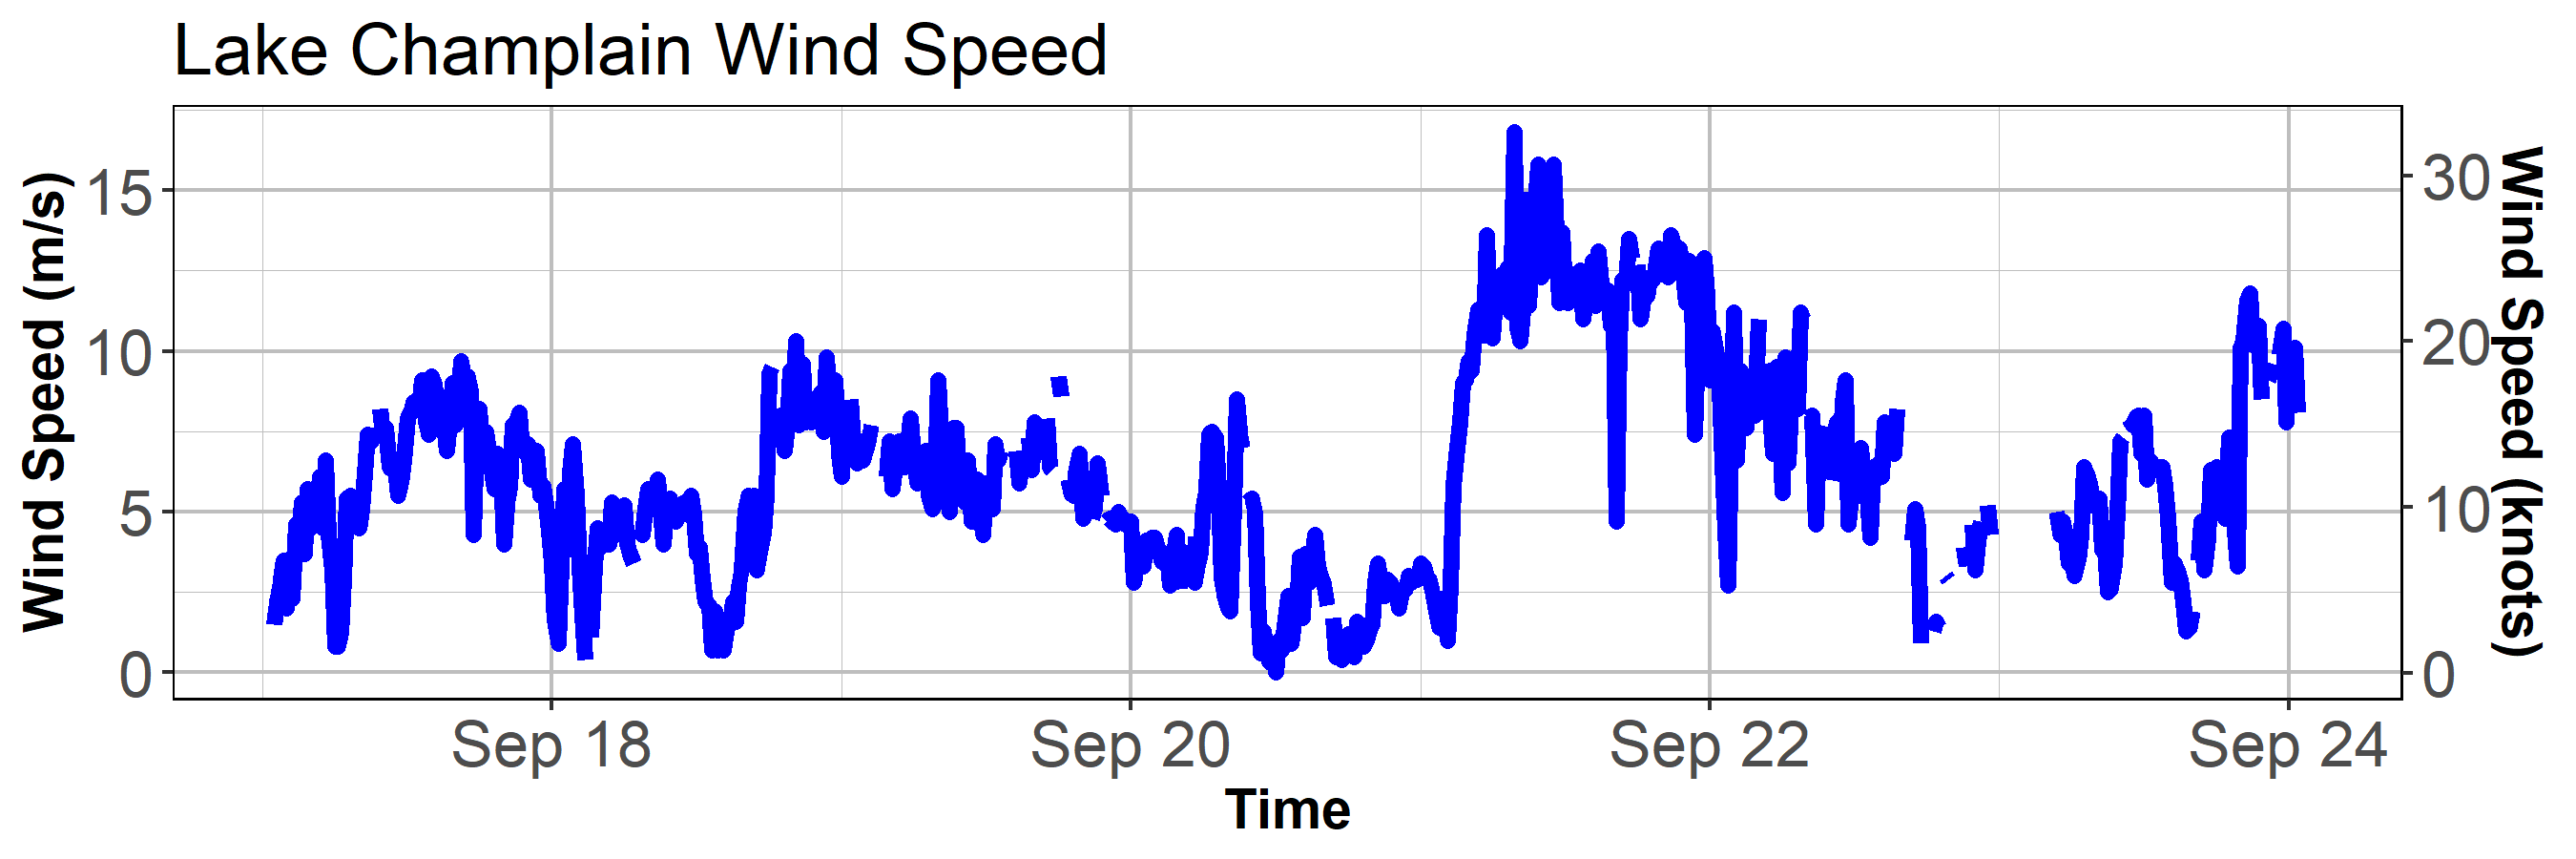 Lake Champlain Wind Speed
Wind Speed (m/s)
15
10
5
0
30
20
10
0
Wind Speed (knots)
Sep 18
Sep 20
Sep 22
Sep 24
Time